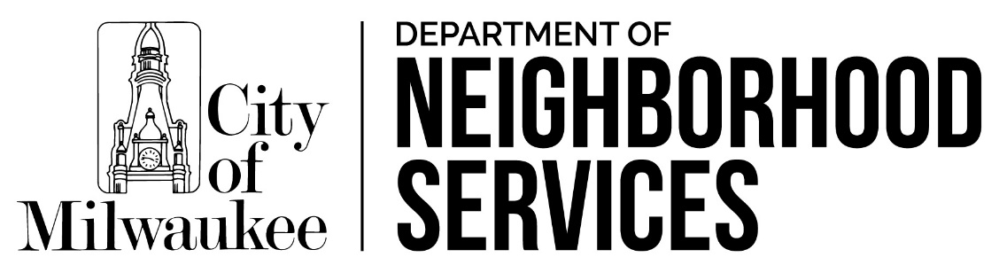 City
of
Milwaukee
DEPARTMENT OF
NEIGHBORHOOD
SERVICES